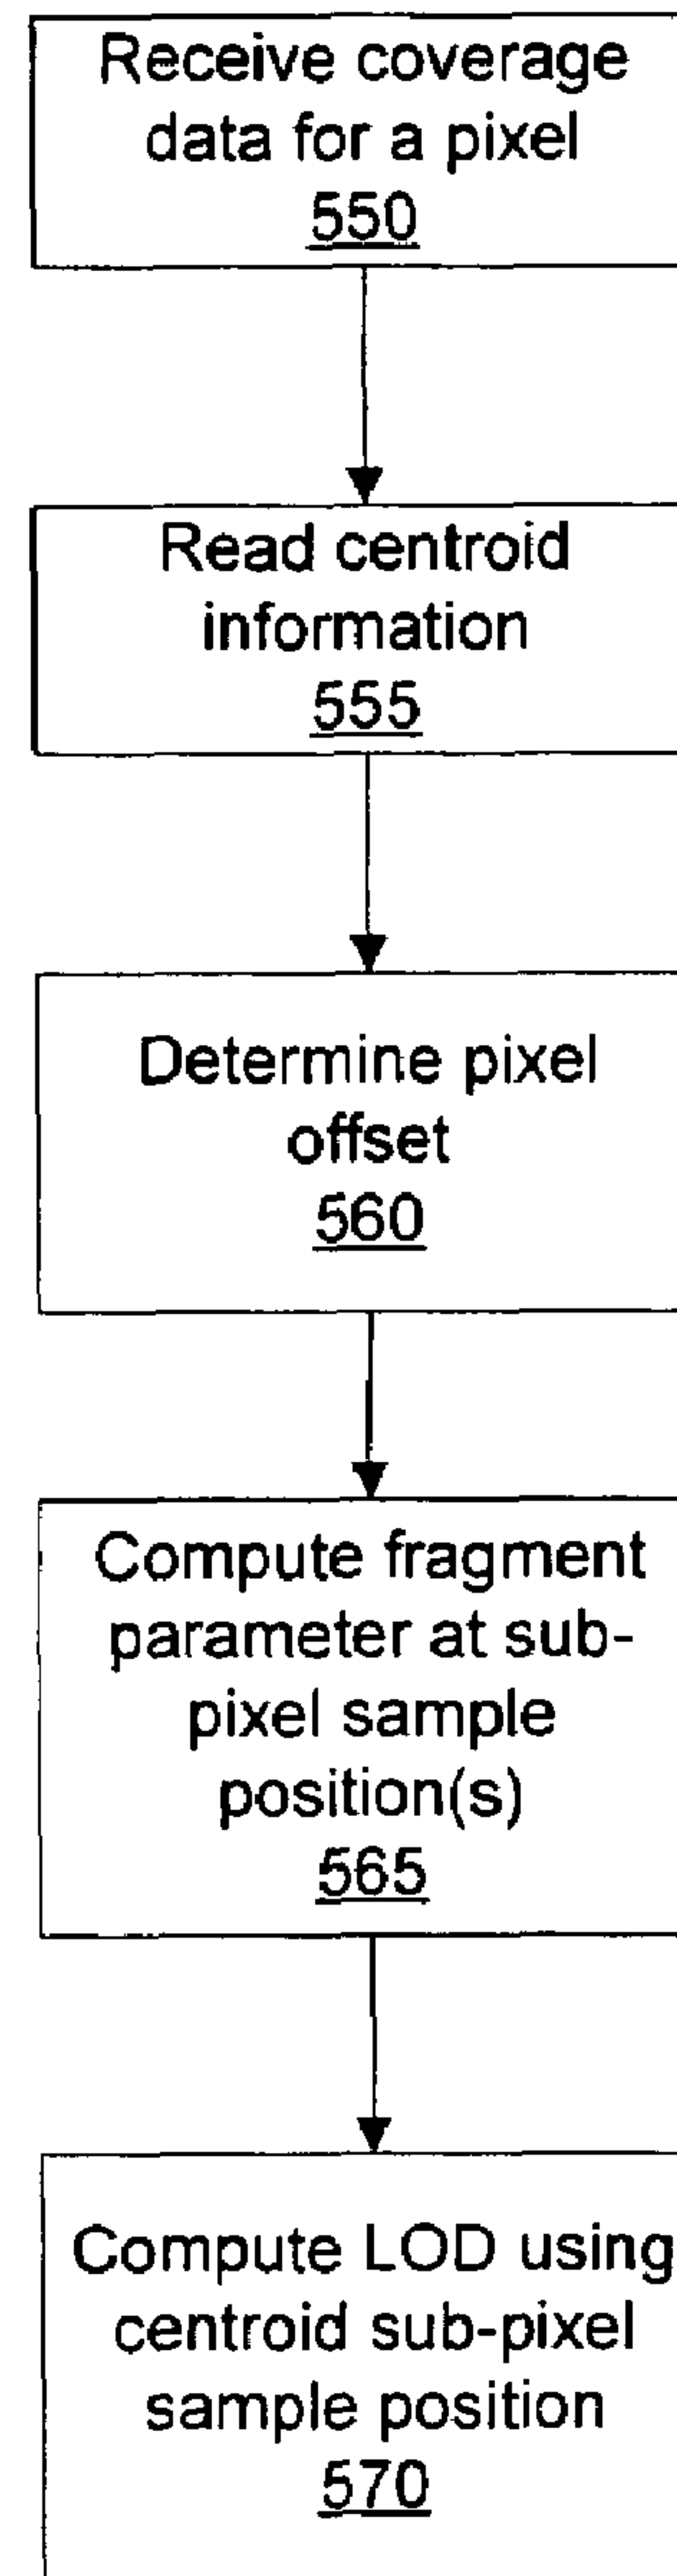 Receive coverage
data for a pixel
550
Read centroid
information
555
Determine pixel
offset
560
Compute fragment
parameter at sub-
pixel sample
position(s)
565
Compute LOD using
centroid sub-pixel
sample position
570